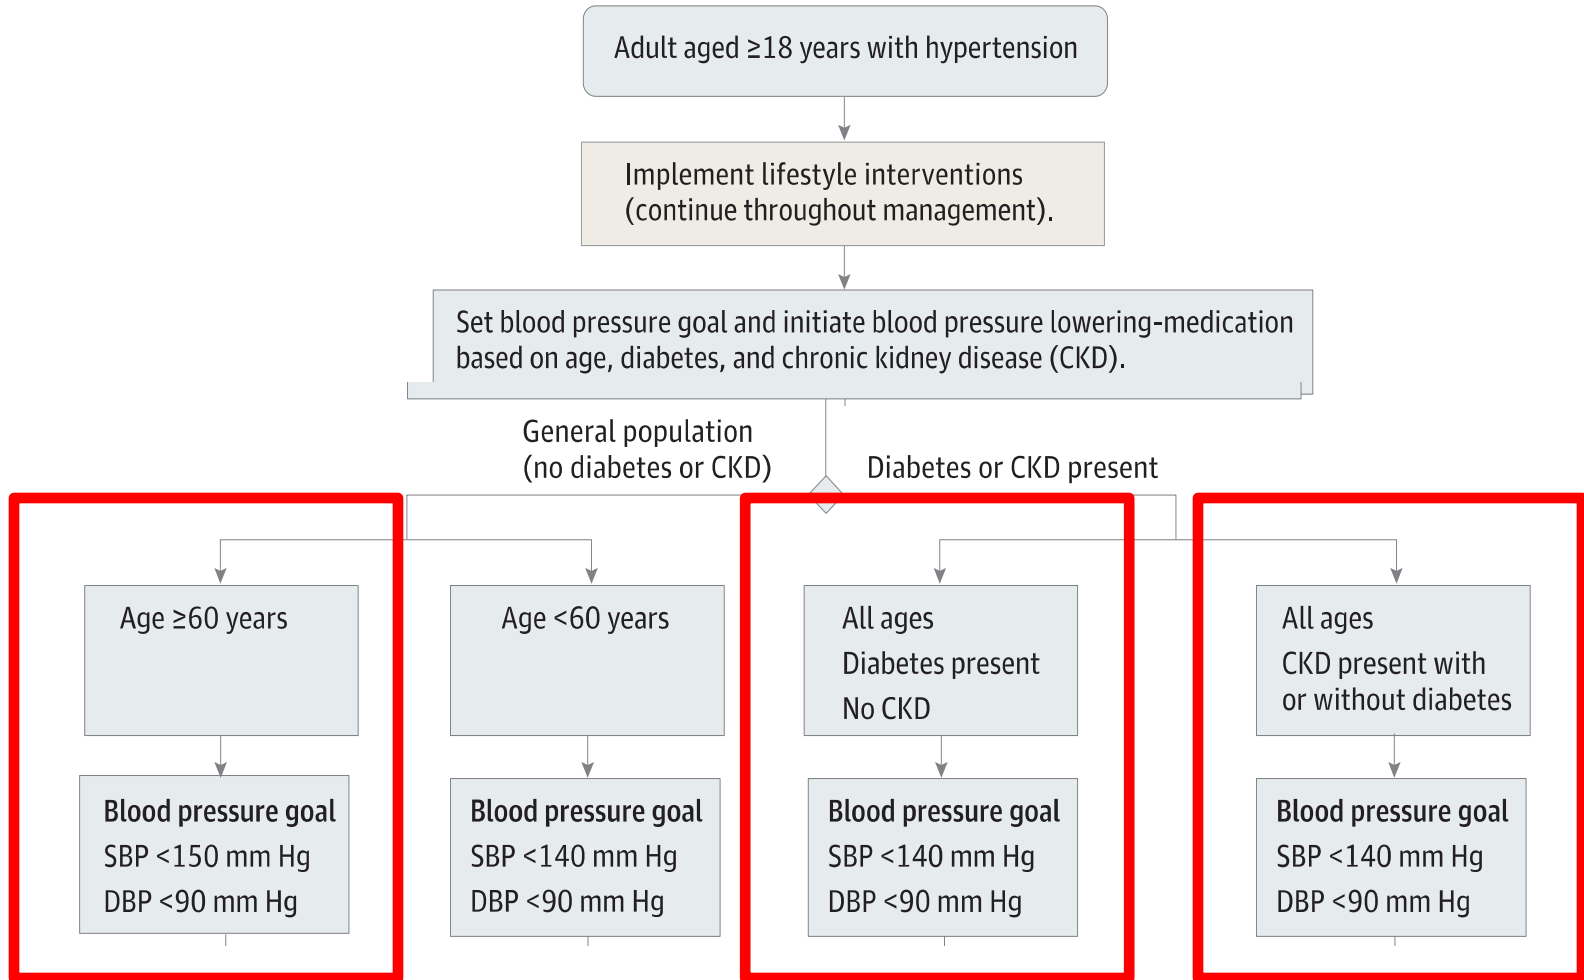 Adult aged ≥18 years with hypertension
Implement lifestyle interventions
(continue throughout management).
Set blood pressure goal and initiate blood pressure lowering-medication
based on age, diabetes, and chronic kidney disease (CKD).
General population
(no diabetes or CKD)
Diabetes or CKD present
Age ≥60 years
Blood pressure goal
SBP <150 mm Hg
DBP <90 mm Hg
Age <60 years
Blood pressure goal
SBP <140 mm Hg
DBP <90 mm Hg
All ages
Diabetes present
No CKD
Blood pressure goal
SBP <140 mm Hg
DBP <90 mm Hg
All ages
CKD present with
or without diabetes
Blood pressure goal
SBP <140 mm Hg
DBP <90 mm Hg